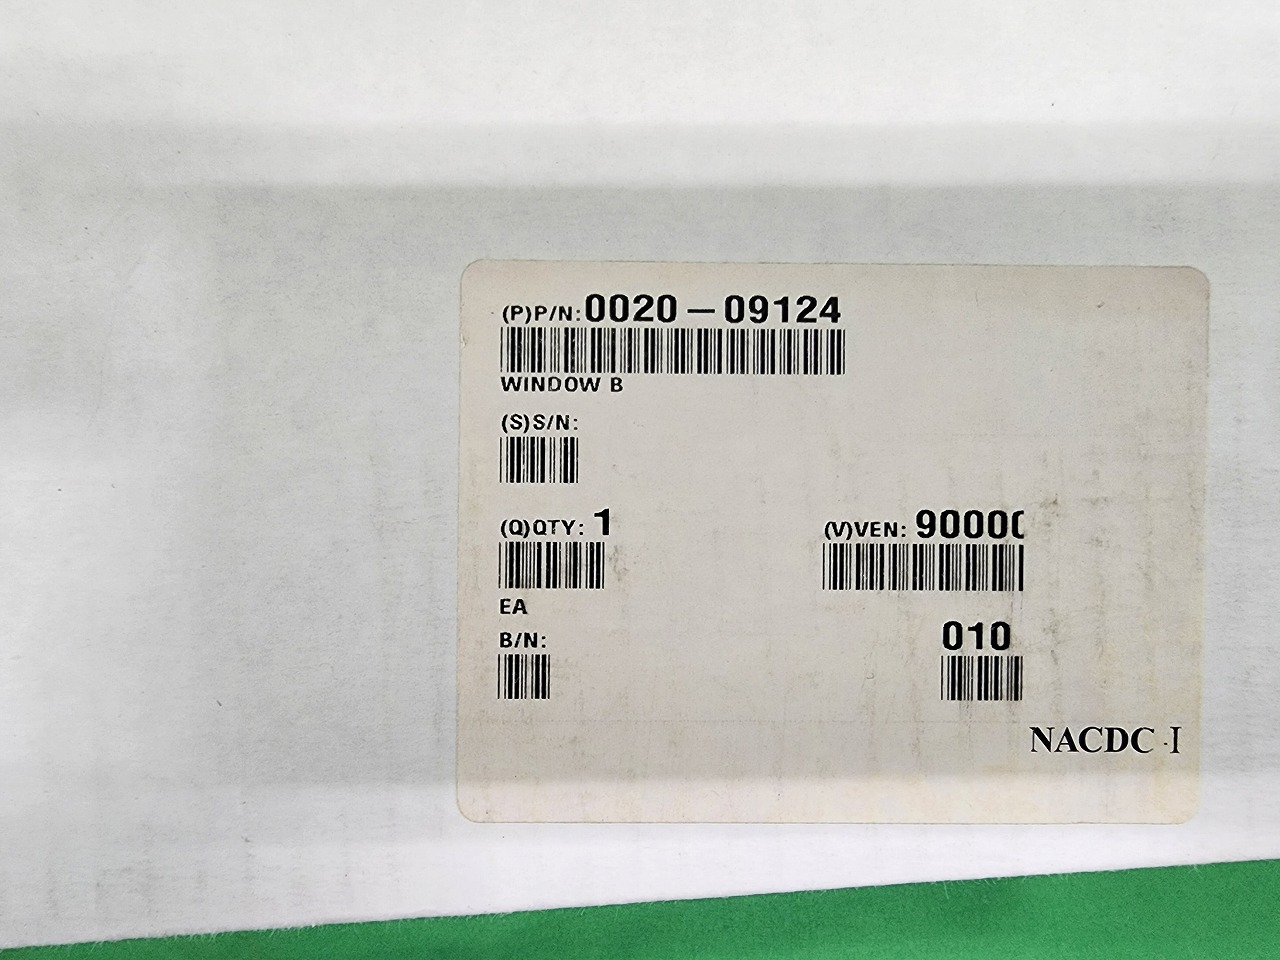 (P)P/N: 0020-09124
WINDOW B
(S)S/N:
(Q)QTY: 1
(V)VEN: 90000
EA
B/N:
010
NACDC-I